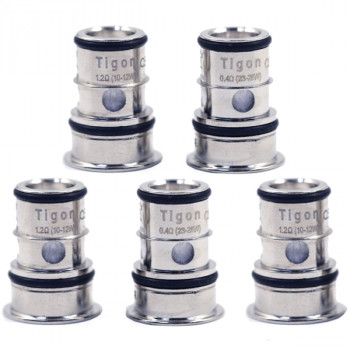 Tigon
1.2Ω (10-12W)
Tigon
0.4Ω (25-28W)
Tigon
1.2Ω (10-12W
Tigon
0.4Ω (25-28W)
Tigon
1.2Ω (10-12W